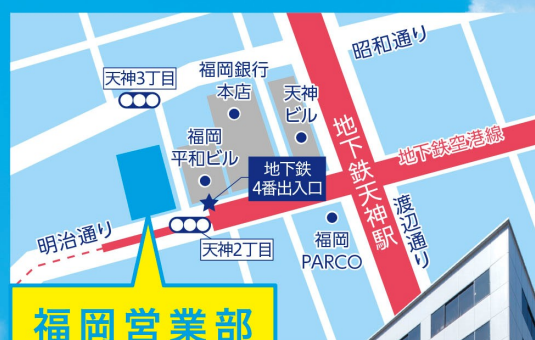 昭和通り
天神3丁目
福岡銀行
本店
天神
ビル
福岡
平和ビル
地下鉄
4番出入口
地下鉄天神駅
地下鉄空港線
明治通り
天神2丁目
福岡
PARCO
渡辺通り
福岡営業部